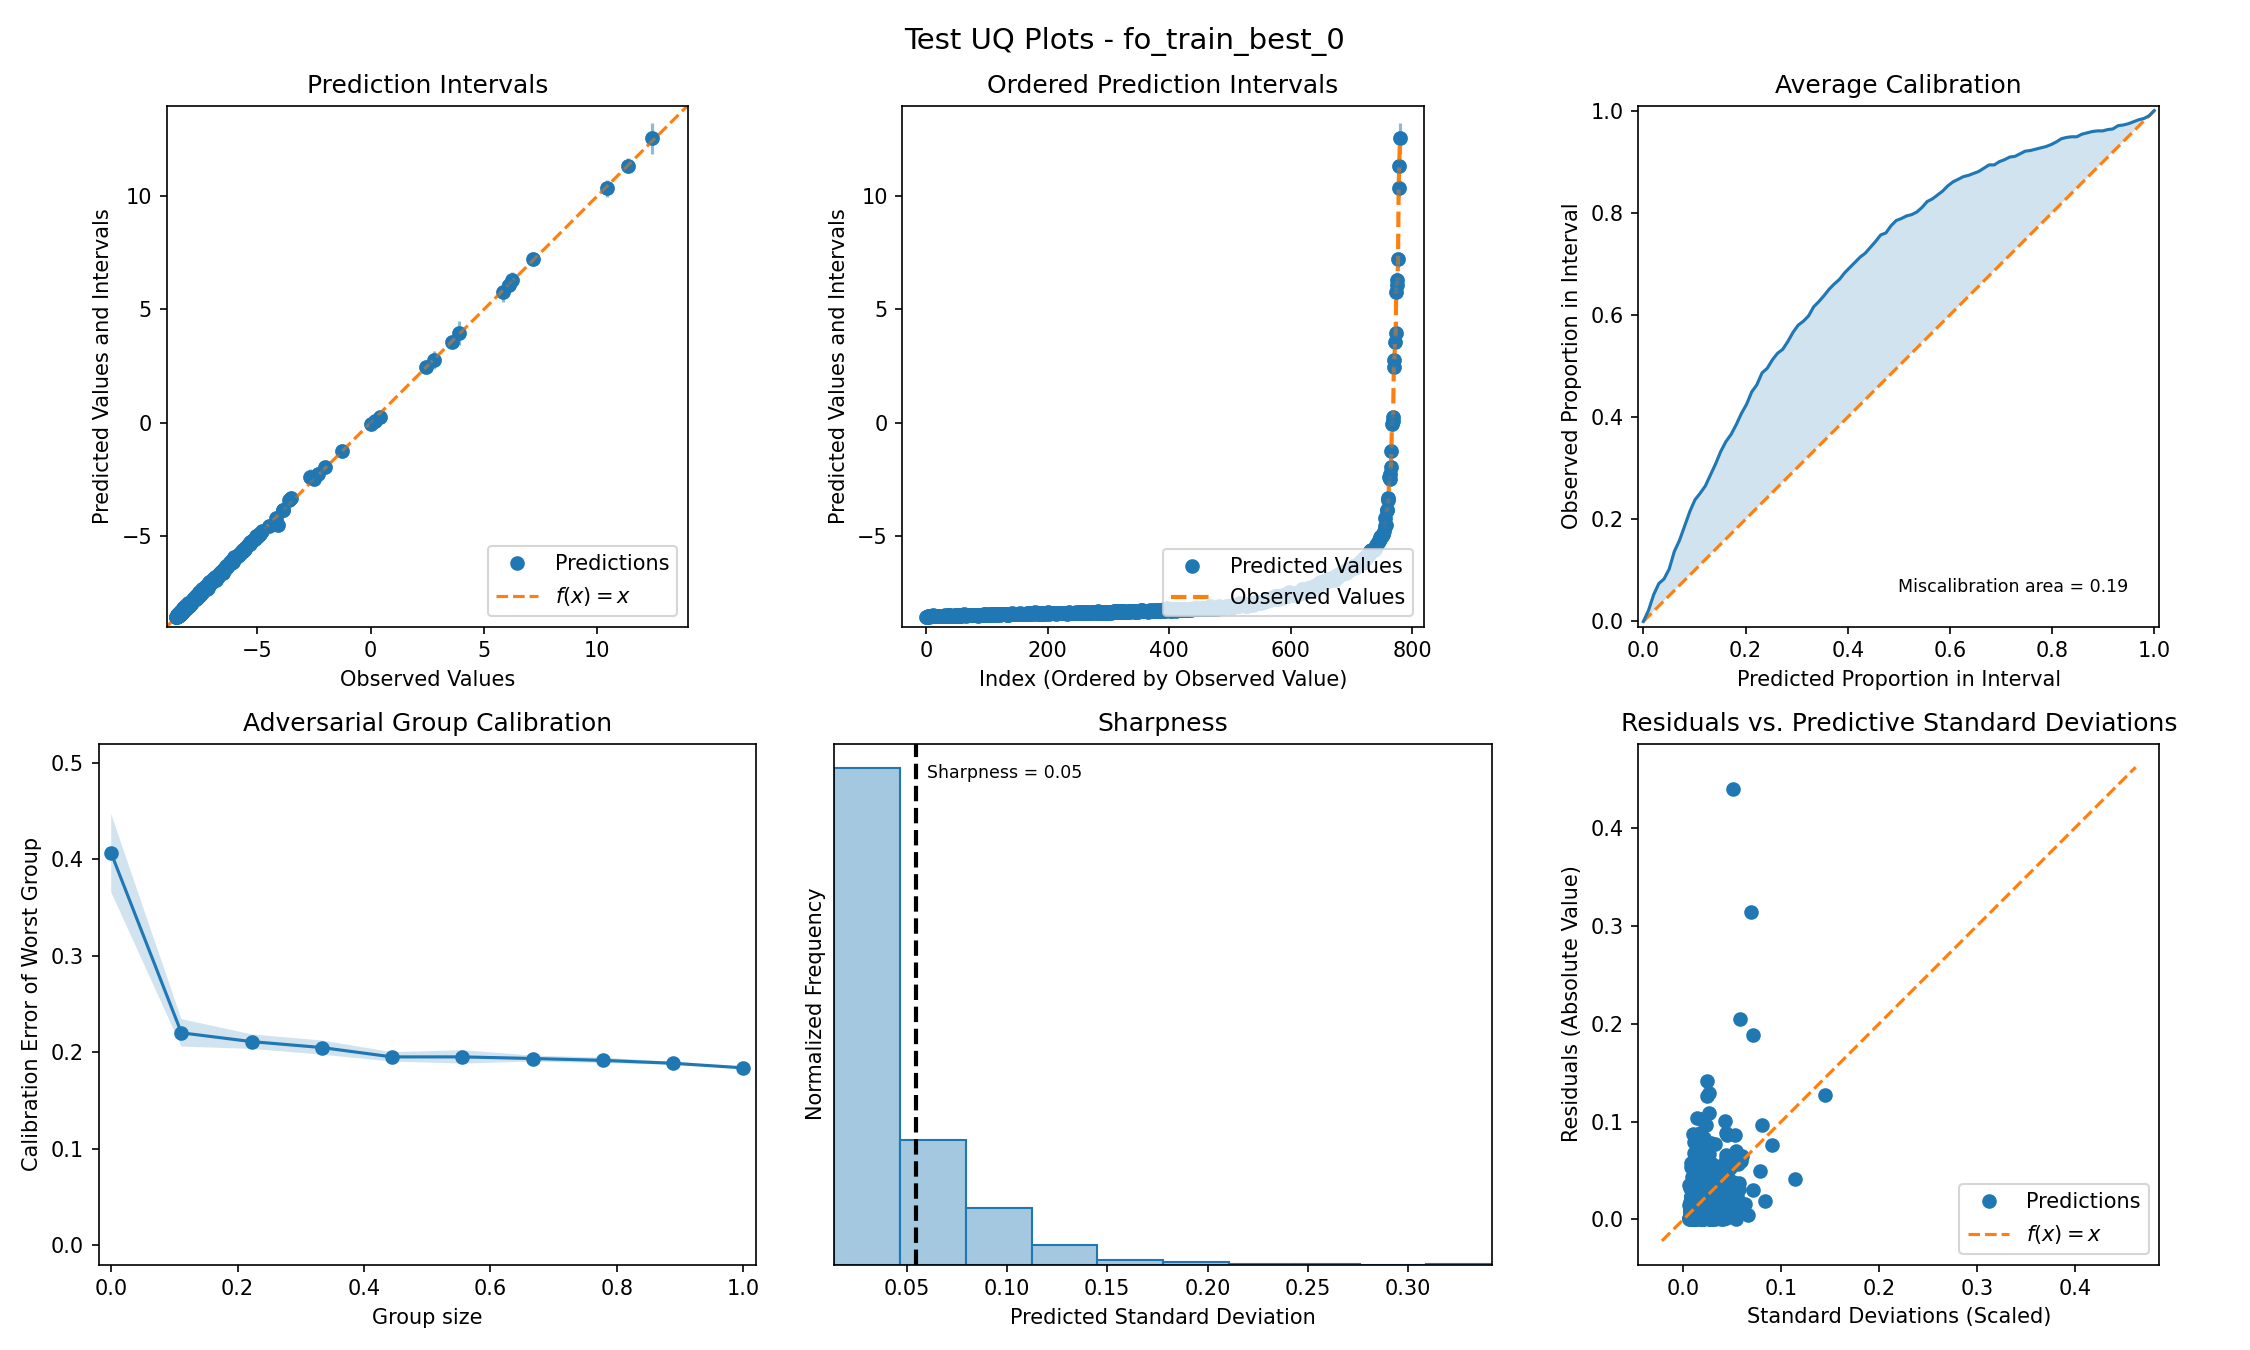 Test UQ Plots - fo_train_best_0
Prediction Intervals
Predicted Values and Intervals
10
5
0
−5
−5
0
5
10
Observed Values
Predictions
f(x) = x
Ordered Prediction Intervals
Predicted Values and Intervals
10
5
0
−5
0
200
400
600
800
Index (Ordered by Observed Value)
Predicted Values
Observed Values
Average Calibration
Observed Proportion in Interval
1.0
0.8
0.6
0.4
0.2
0.0
0.0
0.2
0.4
0.6
0.8
1.0
Predicted Proportion in Interval
Miscalibration area = 0.19
Adversarial Group Calibration
Calibration Error of Worst Group
0.5
0.4
0.3
0.2
0.1
0.0
0.0
0.2
0.4
0.6
0.8
1.0
Group size
Sharpness
Normalized Frequency
Sharpness = 0.05
0.05
0.10
0.15
0.20
0.25
0.30
Predicted Standard Deviation
Residuals vs. Predictive Standard Deviations
Residuals (Absolute Value)
0.4
0.3
0.2
0.1
0.0
0.0
0.1
0.2
0.3
0.4
Standard Deviations (Scaled)
Predictions
f(x) = x